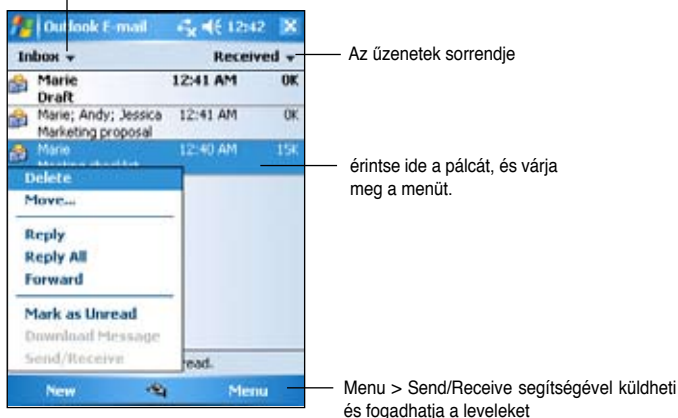 Outlook E-mail 12:42
Inbox Received
Az űzenetek sorrendje
Marie 12:41 AM 0K
Draft
Marie; Andy; Jessica 12:41 AM 0K
Marketing proposal
Marie 12:40 AM 15K
érintse ide a pálcát, és várja
meg a menüt.
Delete
Move...
Reply
Reply All
Forward
Mark as Unread
Download Message
Send/Receive
read.
New Menu
Menu > Send/Receive segítségével küldheti
és fogadhatja a leveleket